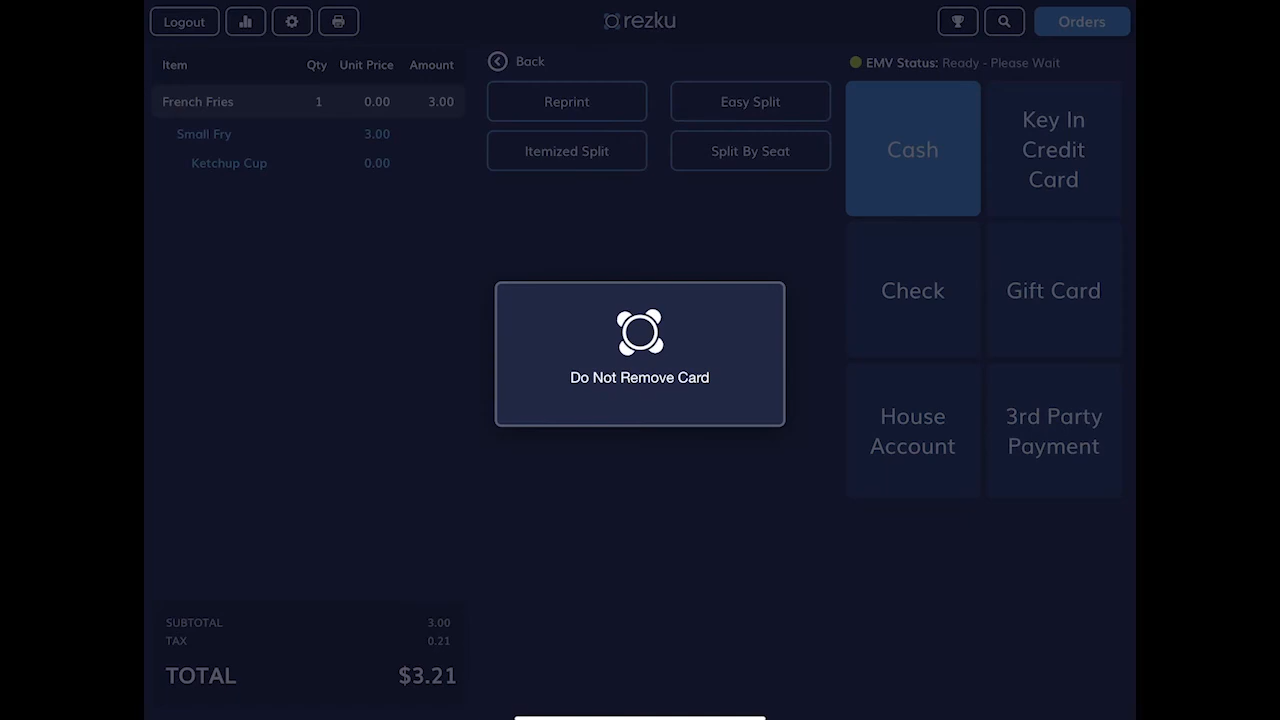 Logout
rezku
Orders
Item Qty Unit Price Amount
French Fries 1 0.00 3.00
Small Fry 3.00
Ketchup Cup 0.00
SUBTOTAL 3.00
TAX 0.21
TOTAL $3.21
Back
Reprint Easy Split
Itemized Split Split By Seat
Do Not Remove Card
EMV Status: Ready - Please Wait
Cash
Key In
Credit
Card
Check
Gift Card
House
Account
3rd Party
Payment